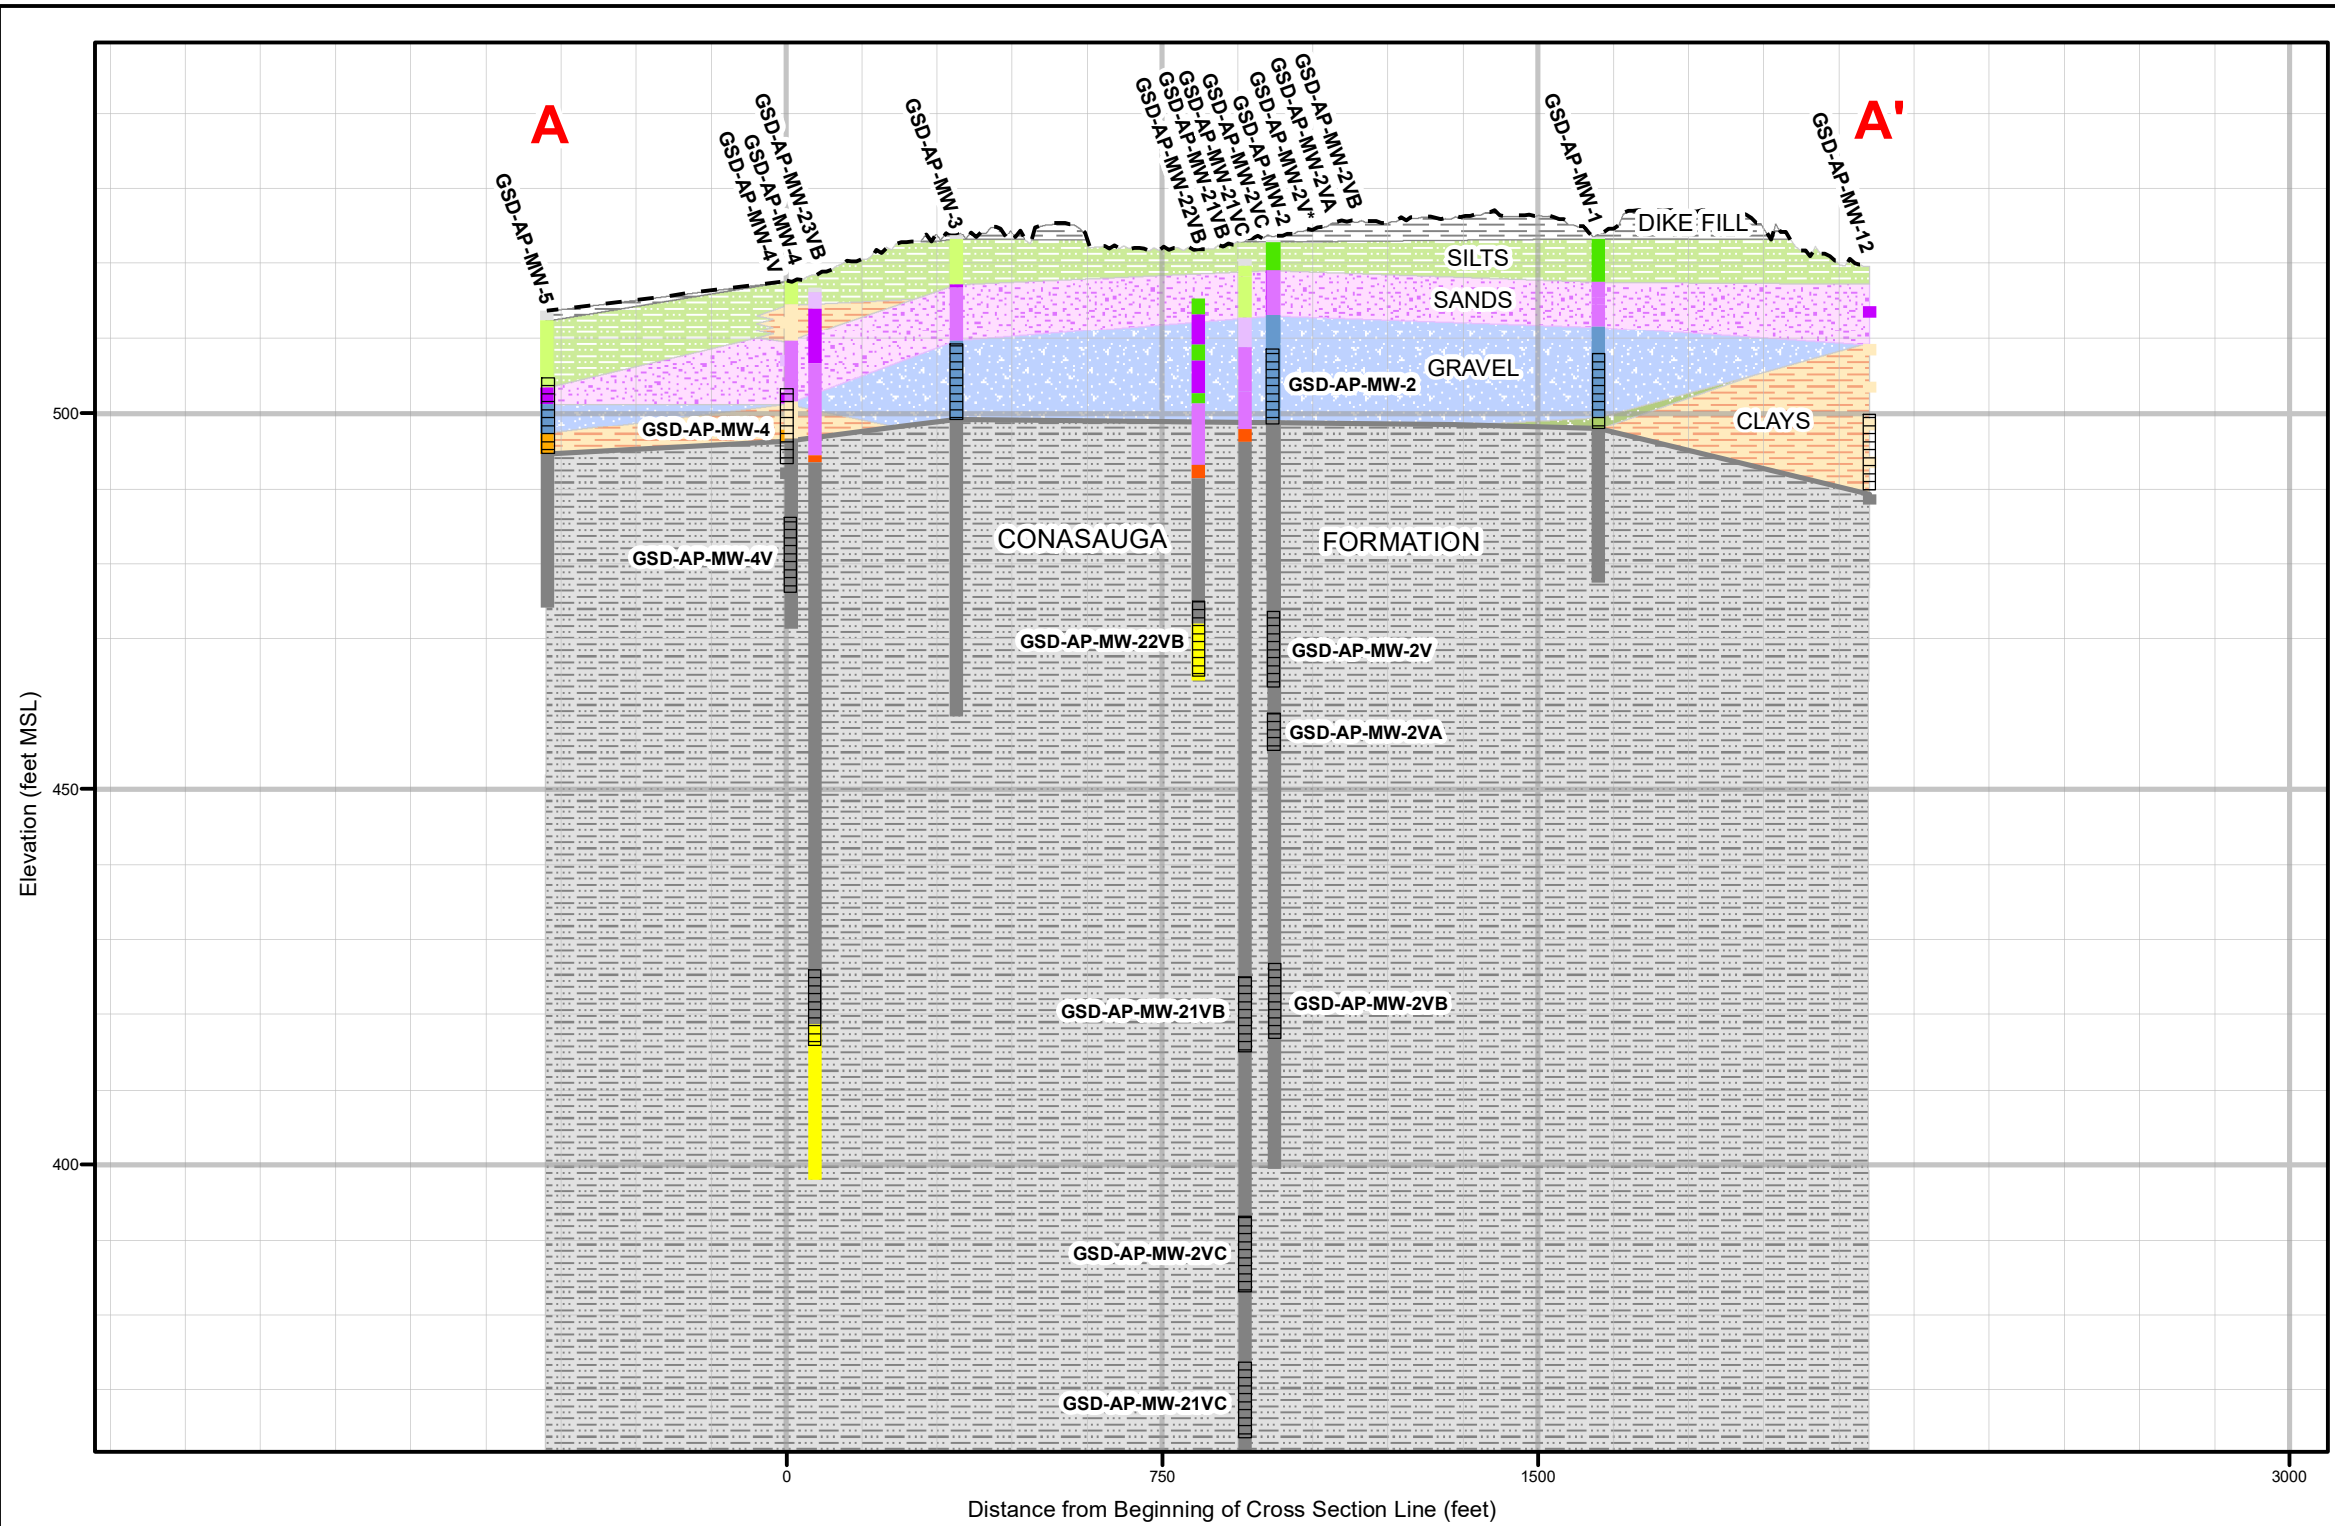 A
A'
GSD-AP-MW-5
GSD-AP-MW-4V
GSD-AP-MW-4
GSD-AP-MW-23VB
GSD-AP-MW-3
GSD-AP-MW-22VB
GSD-AP-MW-21VB
GSD-AP-MW-21VC
GSD-AP-MW-2VC
GSD-AP-MW-2
GSD-AP-MW-2V*
GSD-AP-MW-2VA
GSD-AP-MW-2VB
GSD-AP-MW-1
GSD-AP-MW-12
DIKE FILL
SILTS
SANDS
GRAVEL
GSD-AP-MW-2
CLAYS
GSD-AP-MW-4
CONASAUGA FORMATION
GSD-AP-MW-4V
GSD-AP-MW-22VB
GSD-AP-MW-2V
GSD-AP-MW-2VA
GSD-AP-MW-21VB
GSD-AP-MW-2VB
GSD-AP-MW-2VC
GSD-AP-MW-21VC
500
450
400
Elevation (feet MSL)
0
750
1500
3000
Distance from Beginning of Cross Section Line (feet)